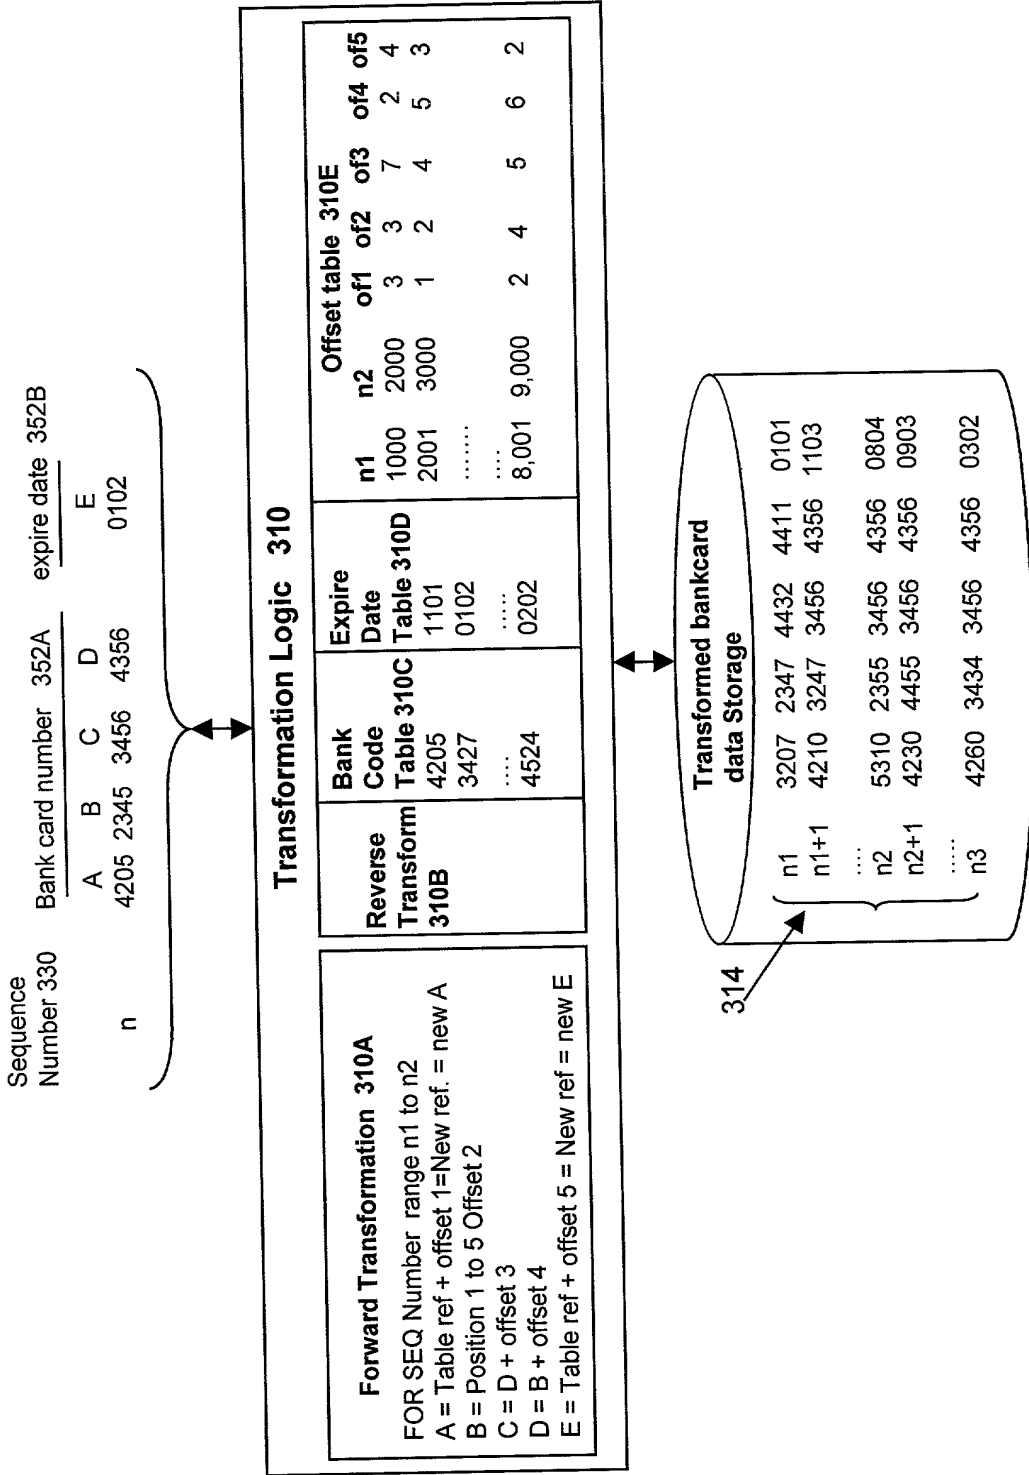 Sequence
Number 330
Bank card number 352A
expire date 352B
A B C D E
n 4205 2345 3456 4356 0102
Transformation Logic 310
Forward Transformation 310A
FOR SEQ Number range n1 to n2
A = Table ref + offset 1=New ref. = new A
B = Position 1 to 5 Offset 2
C = D + offset 3
D = B + offset 4
E = Table ref + offset 5 = New ref = new E
Reverse
Transform
310B
Bank
Code
Table 310C
4205
3427
....
4524
Expire
Date
Table 310D
1101
0102
.....
0202
Offset table 310E
n1 n2 of1 of2 of3 of4 of5
1000 2000 3 3 7 2 4
2001 3000 1 2 4 5 3
........
....
8,001 9,000 2 4 5 6 2
Transformed bankcard
data Storage
314
n1 3207 2347 4432 4411 0101
n1+1 4210 3247 3456 4356 1103
....
n2 5310 2355 3456 4356 0804
n2+1 4230 4455 3456 4356 0903
.....
n3 4260 3434 3456 4356 0302